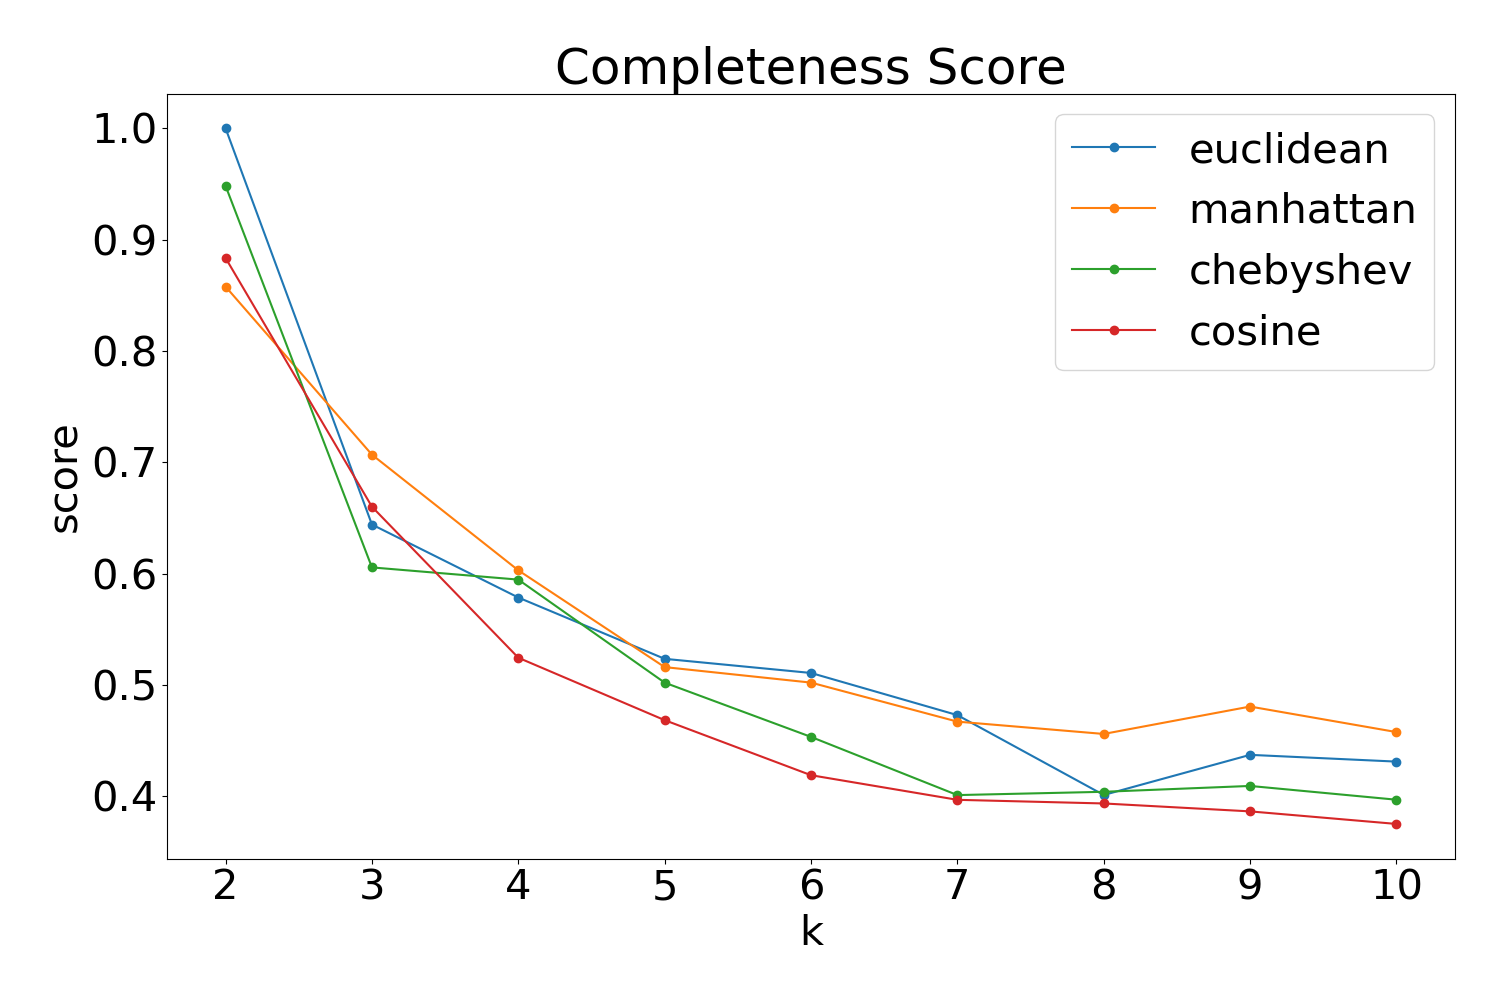 Completeness Score
1.0
0.9
0.8
0.7
0.6
0.5
0.4
score
euclidean
manhattan
chebyshev
cosine
2 3 4 5 6 7 8 9 10
k